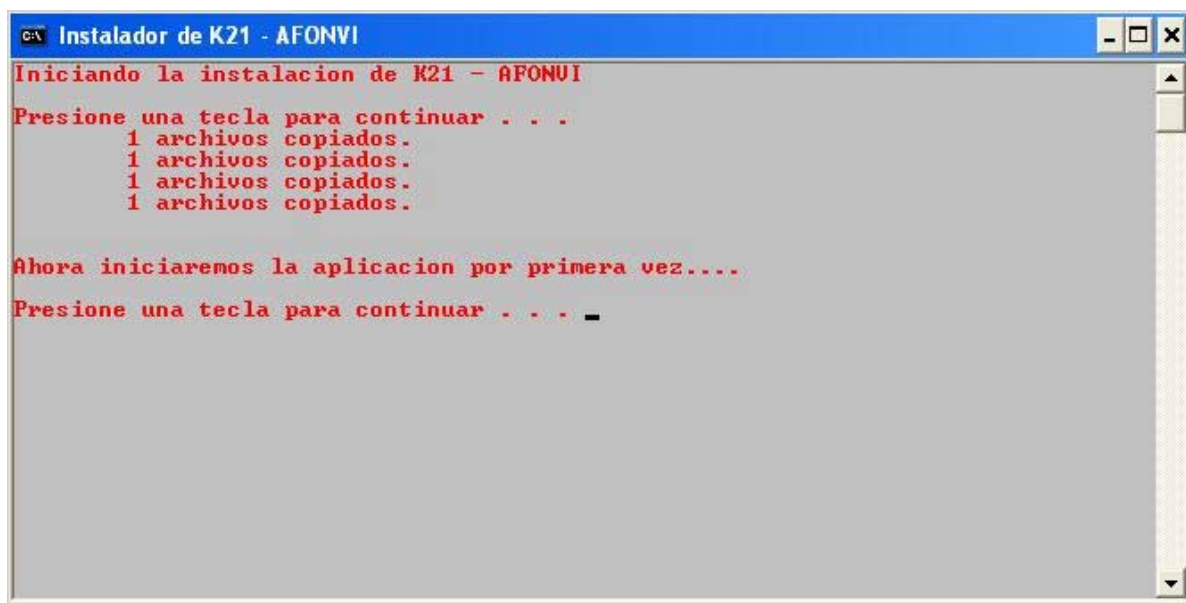 Instalador de K21 - AFONVI
Iniciando la instalacion de K21 - AFONVI
Presione una tecla para continuar . . .
1 archivos copiados.
1 archivos copiados.
1 archivos copiados.
1 archivos copiados.
Ahora iniciaremos la aplicacion por primera vez....
Presione una tecla para continuar . . .